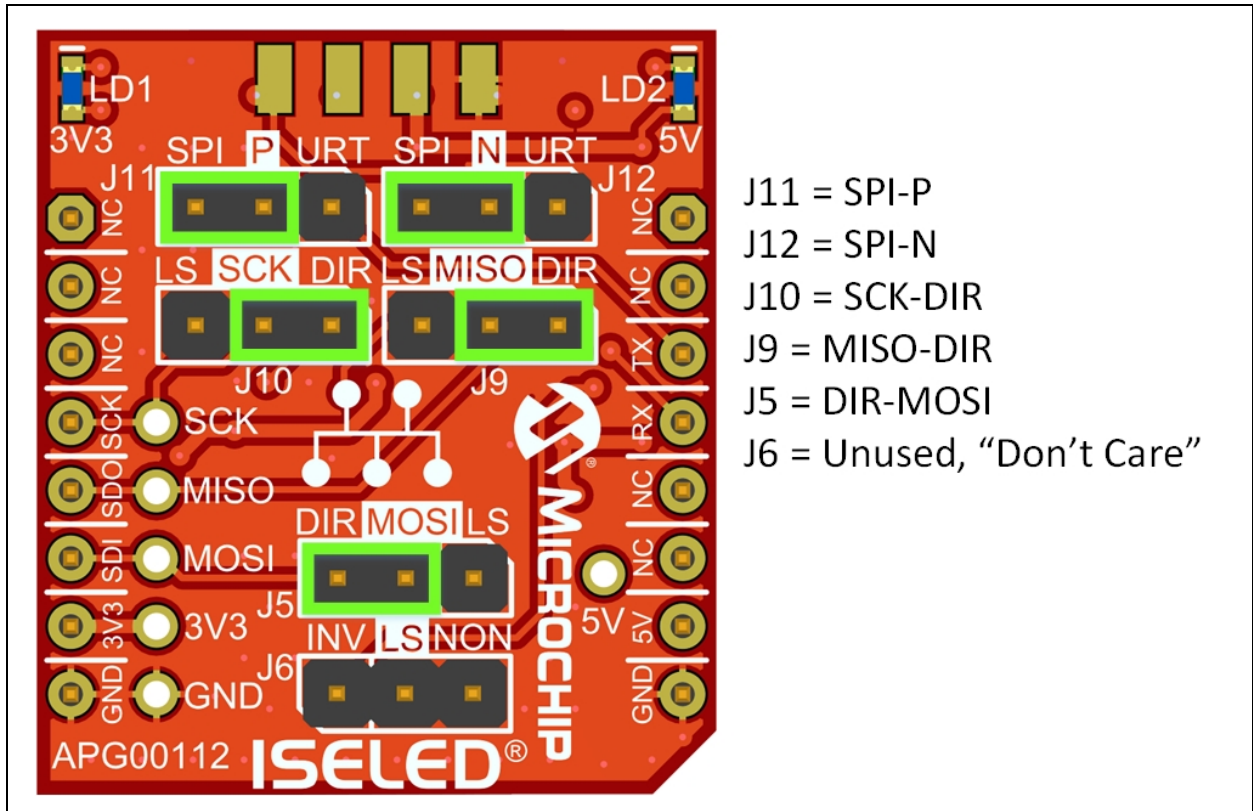 LD1
LD2
3V3
5V
SPI P URT
SPI N URT
J11
J12
NC
NC
LS SCK DIR
LS MISO DIR
NC
NC
NC
TX
J10
J9
SCK
SCK
RX
SDO
MISO
NC
DIR MOSI LS
SDI
MOSI
NC
J5
3V3
3V3
5V
5V
INV LS NON
J6
GND
GND
GND
MICROCHIP
®
APG00112
ISELED®
J11 = SPI-P
J12 = SPI-N
J10 = SCK-DIR
J9 = MISO-DIR
J5 = DIR-MOSI
J6 = Unused, “Don’t Care”